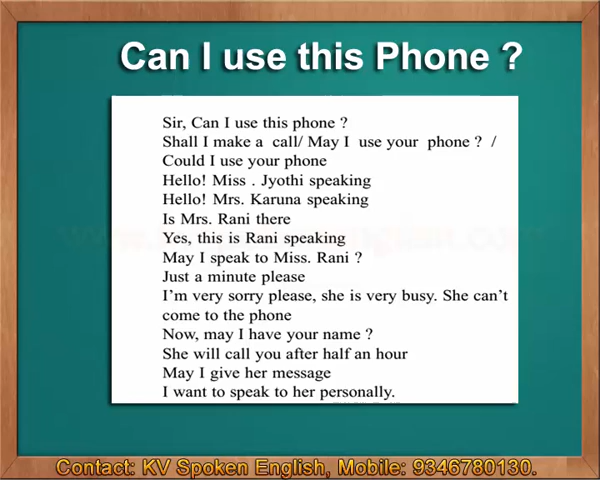 Can I use this Phone ?
Sir, Can I use this phone ?
Shall I make a call/ May I use your phone ? /
Could I use your phone
Hello! Miss . Jyothi speaking
Hello! Mrs. Karuna speaking
Is Mrs. Rani there
Yes, this is Rani speaking
May I speak to Miss. Rani ?
Just a minute please
I'm very sorry please, she is very busy. She can't
come to the phone
Now, may I have your name ?
She will call you after half an hour
May I give her message
I want to speak to her personally.
Contact: KV Spoken English, Mobile: 9346780130.